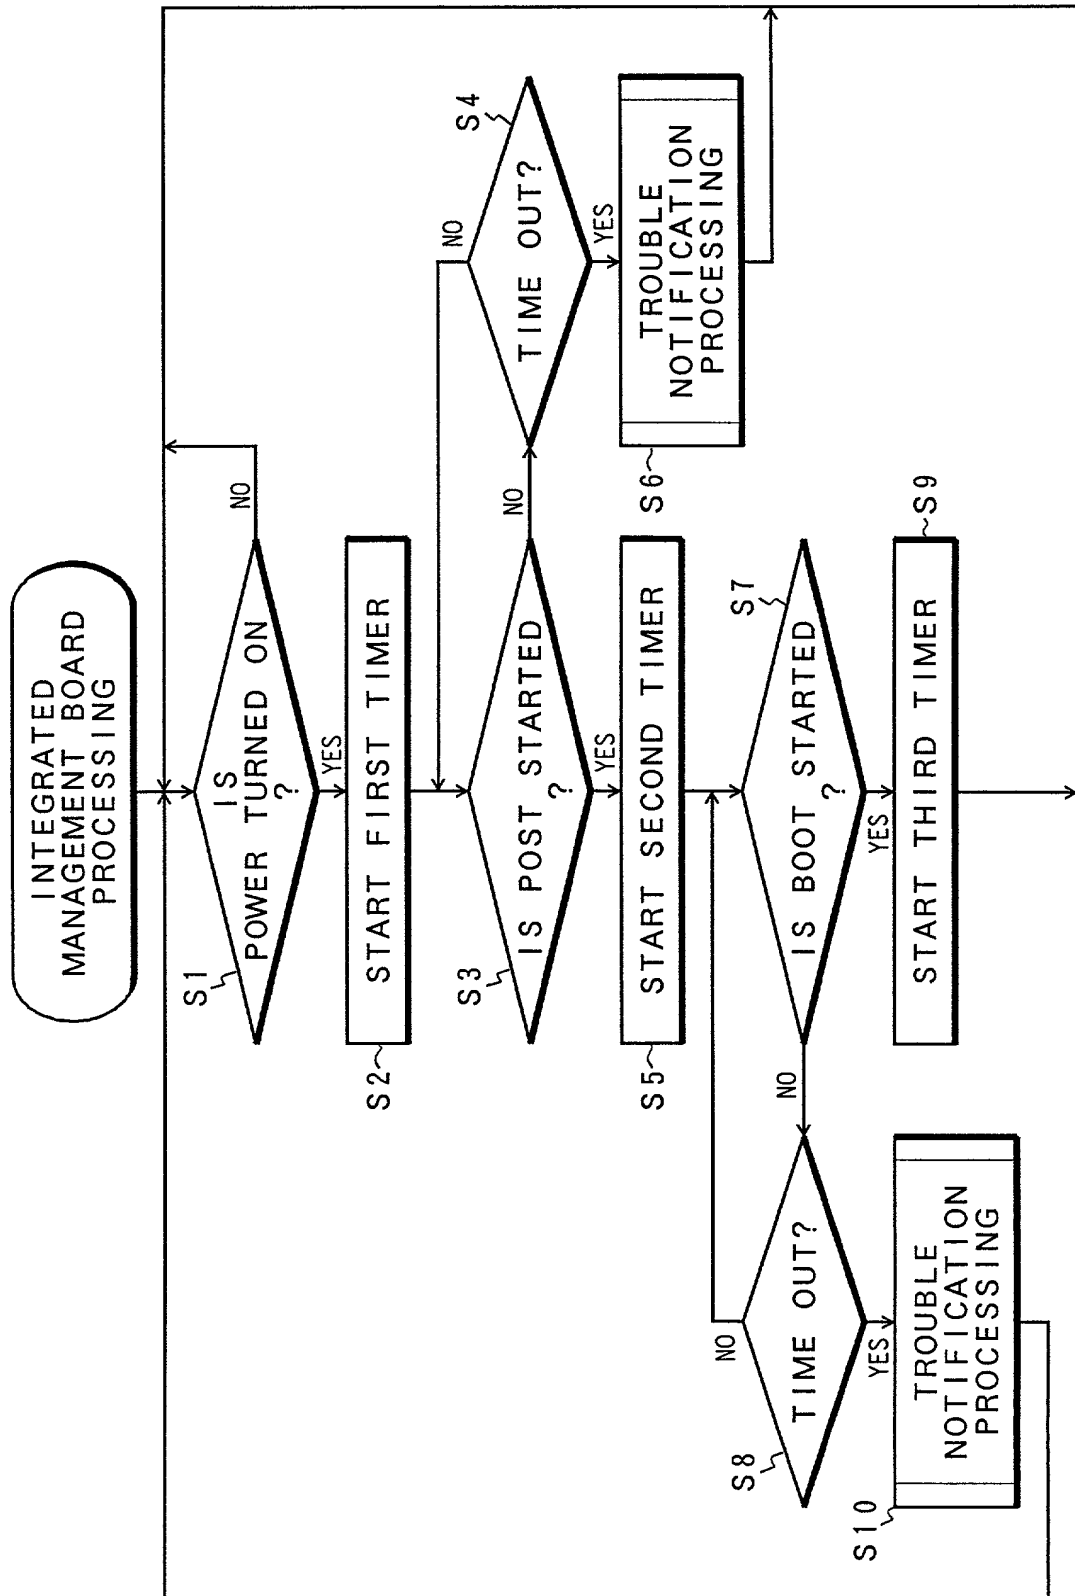 INTEGRATED
MANAGEMENT BOARD
PROCESSING
S1
IS
POWER TURNED ON
?
NO
YES
S2
START FIRST TIMER
S3
IS POST STARTED
?
NO
YES
S4
TIME OUT?
NO
YES
S5
START SECOND TIMER
S6
TROUBLE
NOTIFICATION
PROCESSING
S7
IS BOOT STARTED
?
NO
YES
S8
TIME OUT?
NO
YES
S9
START THIRD TIMER
S10
TROUBLE
NOTIFICATION
PROCESSING